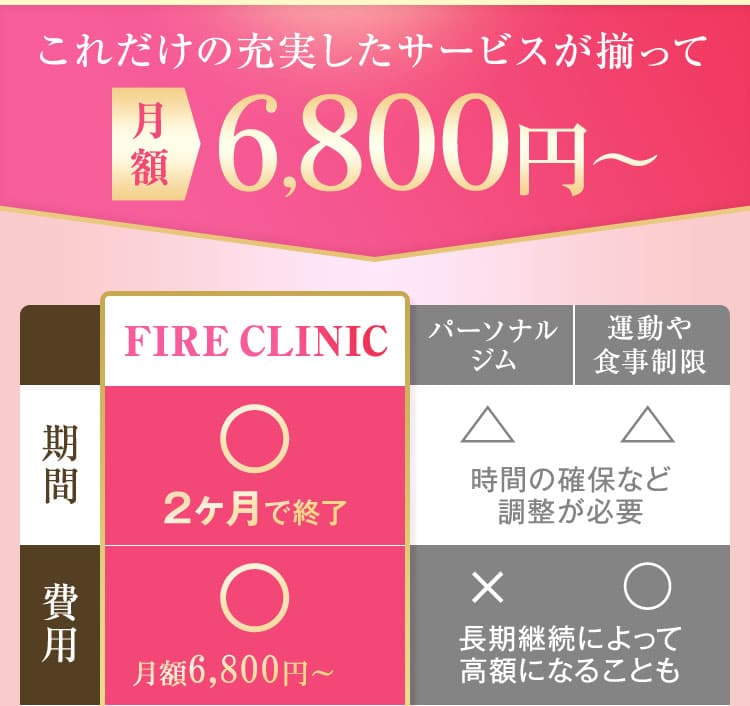 これだけの充実したサービスが揃って
月額 6,800円～
FIRE CLINIC
パーソナル
ジム
運動や
食事制限
期間
○
2ヶ月で終了
△ △
時間の確保など
調整が必要
費用
○
月額6,800円～
× ○
長期継続によって
高額になることも